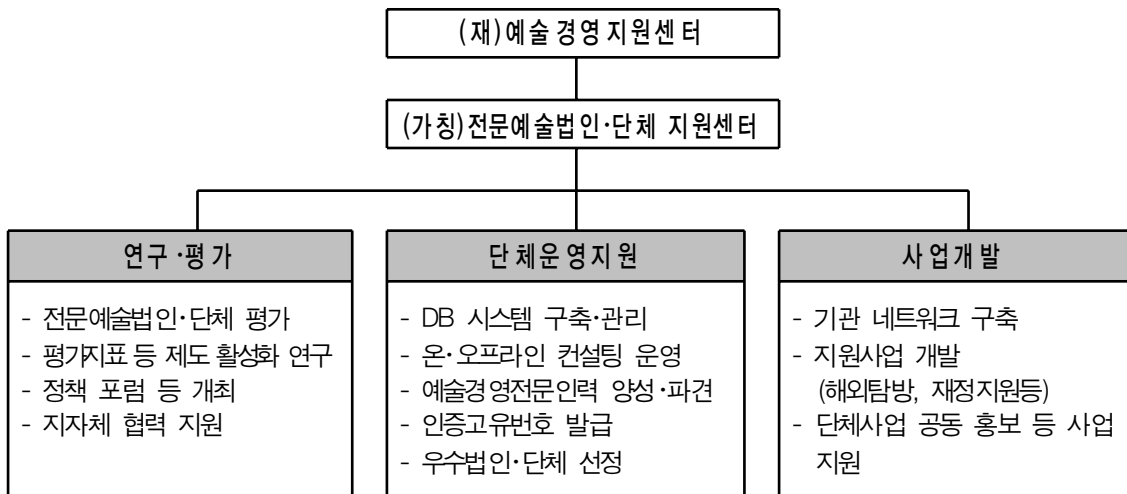 (재)예술경영지원센터
(가칭)전문예술법인·단체 지원센터
연구·평가
- 전문예술법인·단체 평가
- 평가지표 등 제도 활성화 연구
- 정책 포럼 등 개최
- 지자체 협력 지원
단체운영지원
- DB 시스템 구축·관리
- 온·오프라인 컨설팅 운영
- 예술경영전문인력 양성·파견
- 인증고유번호 발급
- 우수법인·단체 선정
사업개발
- 기관 네트워크 구축
- 지원사업 개발
(해외탐방, 재정지원등)
- 단체사업 공동 홍보 등 사업
지원